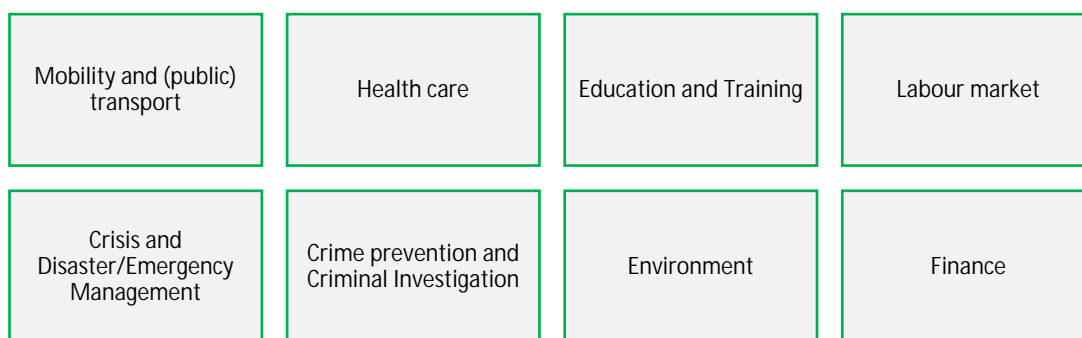 Mobility and (public)
transport
Health care
Education and Training
Labour market
Crisis and
Disaster/Emergency
Management
Crime prevention and
Criminal Investigation
Environment
Finance